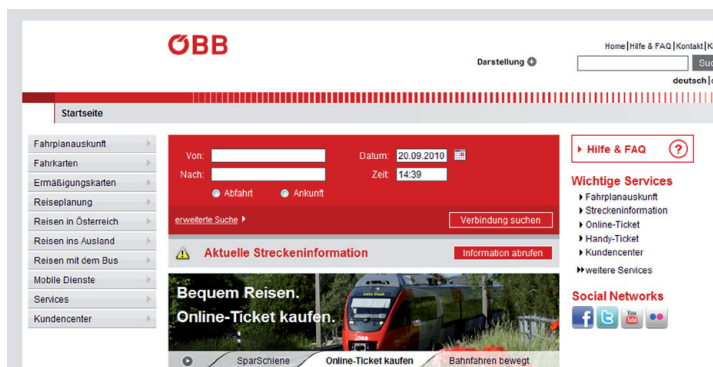 ÖBB
Home|Hilfe & FAQ|Kontakt|
Darstellung
deutsch|
Startseite
Fahrplanauskunft
Fahrkarten
Ermäßigungskarten
Reiseplanung
Reisen in Österreich
Reisen ins Ausland
Reisen mit dem Bus
Mobile Dienste
Services
Kundencenter
Von:
Datum: 20.09.2010
Nach:
Zeit: 14:39
Abfahrt Ankunft
erweiterte Suche
Verbindung suchen
Aktuelle Streckeninformation
Information abrufen
Bequem Reisen.
Online-Ticket kaufen.
ÖBB
SparSchiene Online-Ticket kaufen Bahnfahren bewegt
Hilfe & FAQ ?
Wichtige Services
Fahrplanauskunft
Streckeninformation
Online-Ticket
Handy-Ticket
Kundencenter
weitere Services
Social Networks
You Tube